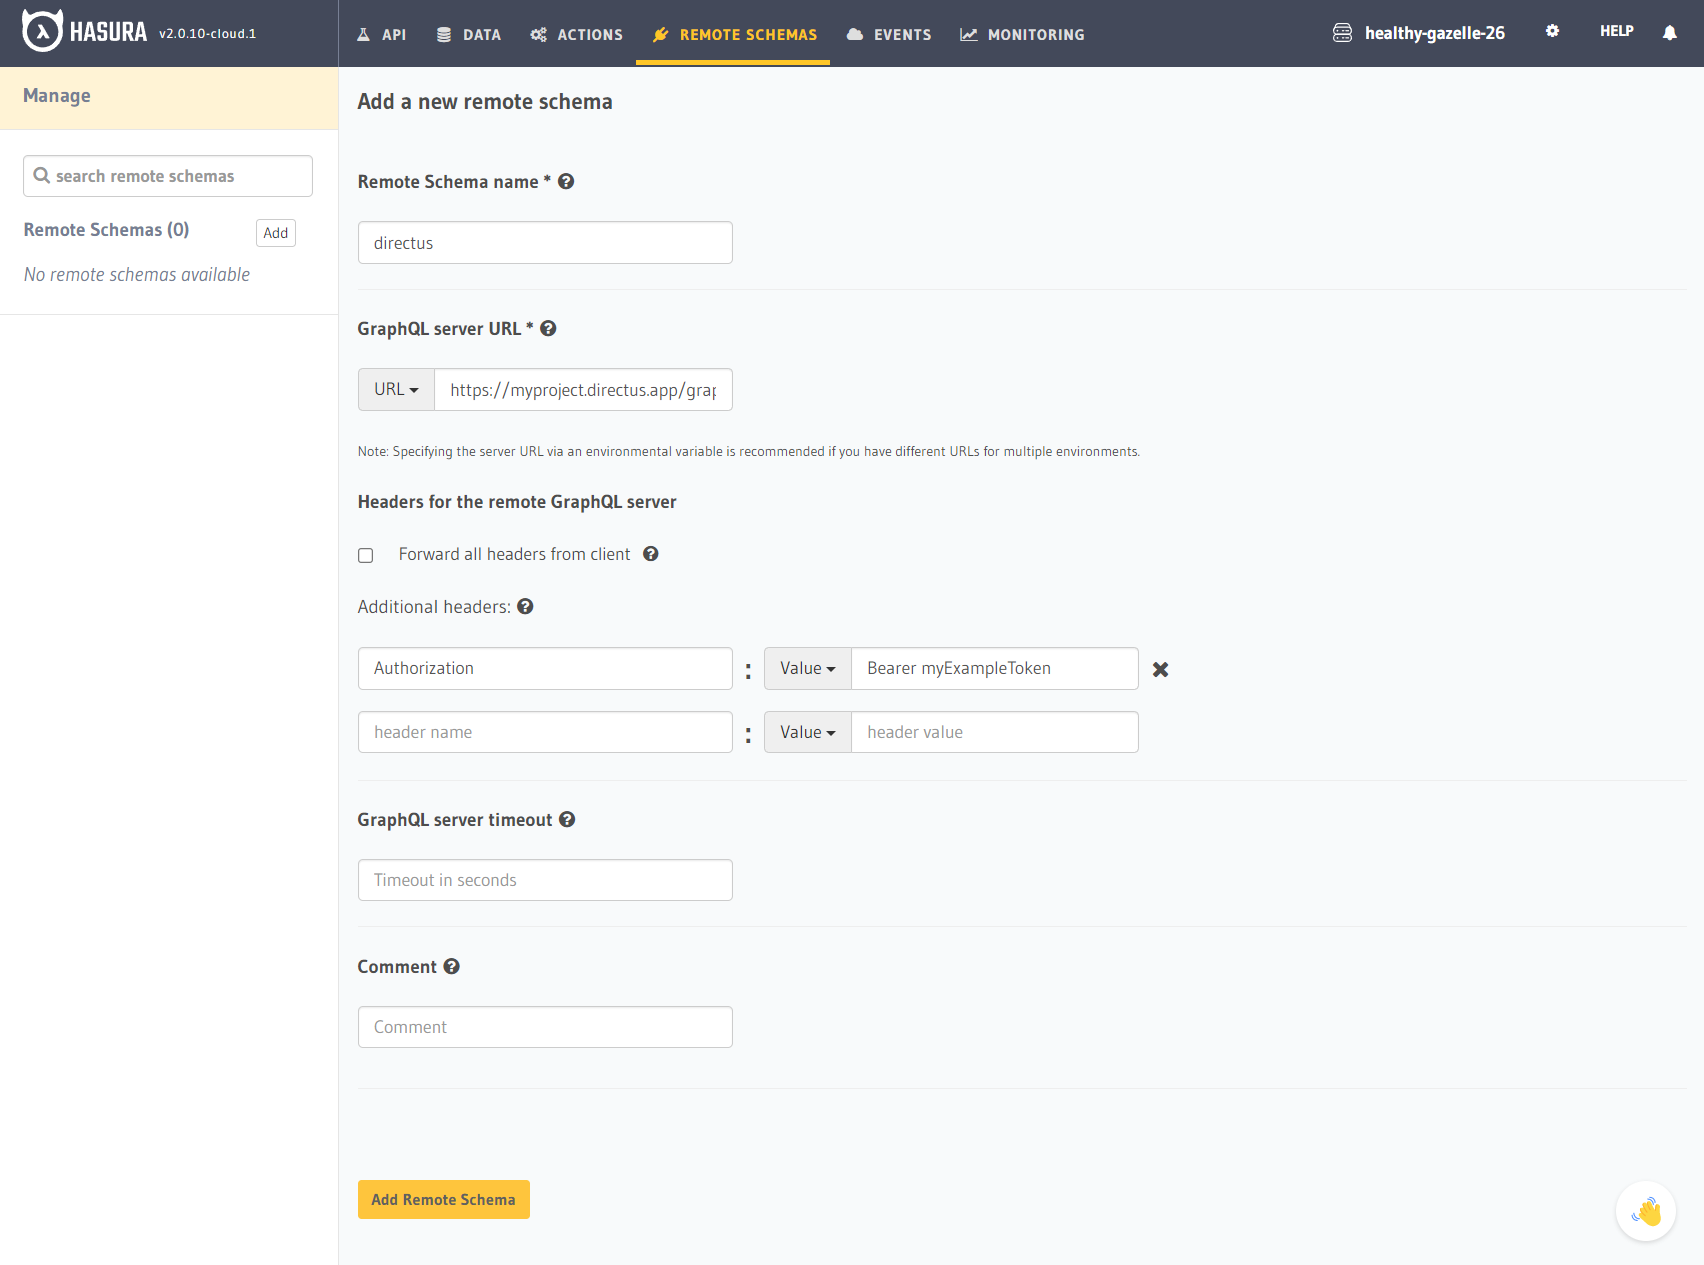 HASURA v2.0.10-cloud.1
API DATA ACTIONS REMOTE SCHEMAS EVENTS MONITORING
healthy-gazelle-26 HELP
Manage
search remote schemas
Remote Schemas (0) Add
No remote schemas available
Add a new remote schema
Remote Schema name *
directus
GraphQL server URL *
URL https://myproject.directus.app/grap
Note: Specifying the server URL via an environmental variable is recommended if you have different URLs for multiple environments.
Headers for the remote GraphQL server
Forward all headers from client
Additional headers:
Authorization : Value Bearer myExampleToken
header name : Value header value
GraphQL server timeout
Timeout in seconds
Comment
Comment
Add Remote Schema